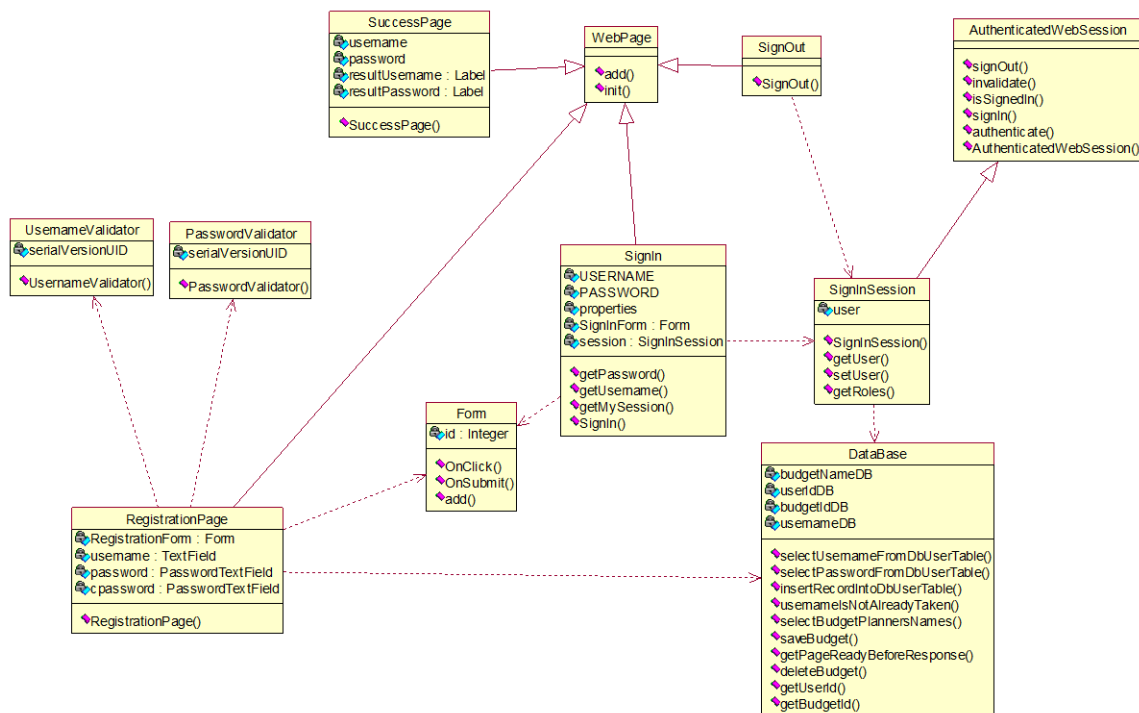 SuccessPage
username
password
resultUsername : Label
resultPassword : Label
SuccessPage()
WebPage
add()
init()
SignOut
SignOut()
AuthenticatedWebSession
signOut()
invalidate()
isSignedIn()
signIn()
authenticate()
AuthenticatedWebSession()
UsernameValidator
serialVersionUID
UsernameValidator()
PasswordValidator
serialVersionUID
PasswordValidator()
SignIn
USERNAME
PASSWORD
properties
SignInForm : Form
session : SignInSession
getPassword()
getUsername()
getMySession()
SignIn()
SignInSession
user
SignInSession()
getUser()
setUser()
getRoles()
Form
id : Integer
OnClick()
OnSubmit()
add()
RegistrationPage
RegistrationForm : Form
username : TextField
password : PasswordTextField
cpassword : PasswordTextField
RegistrationPage()
DataBase
budgetNameDB
userIdDB
budgetIdDB
usernameDB
selectUsernameFromDbUserTable()
selectPasswordFromDbUserTable()
insertRecordIntoDbUserTable()
usernameIsNotAlreadyTaken()
selectBudgetPlannersNames()
saveBudget()
getPageReadyBeforeResponse()
deleteBudget()
getUserId()
getBudgetId()